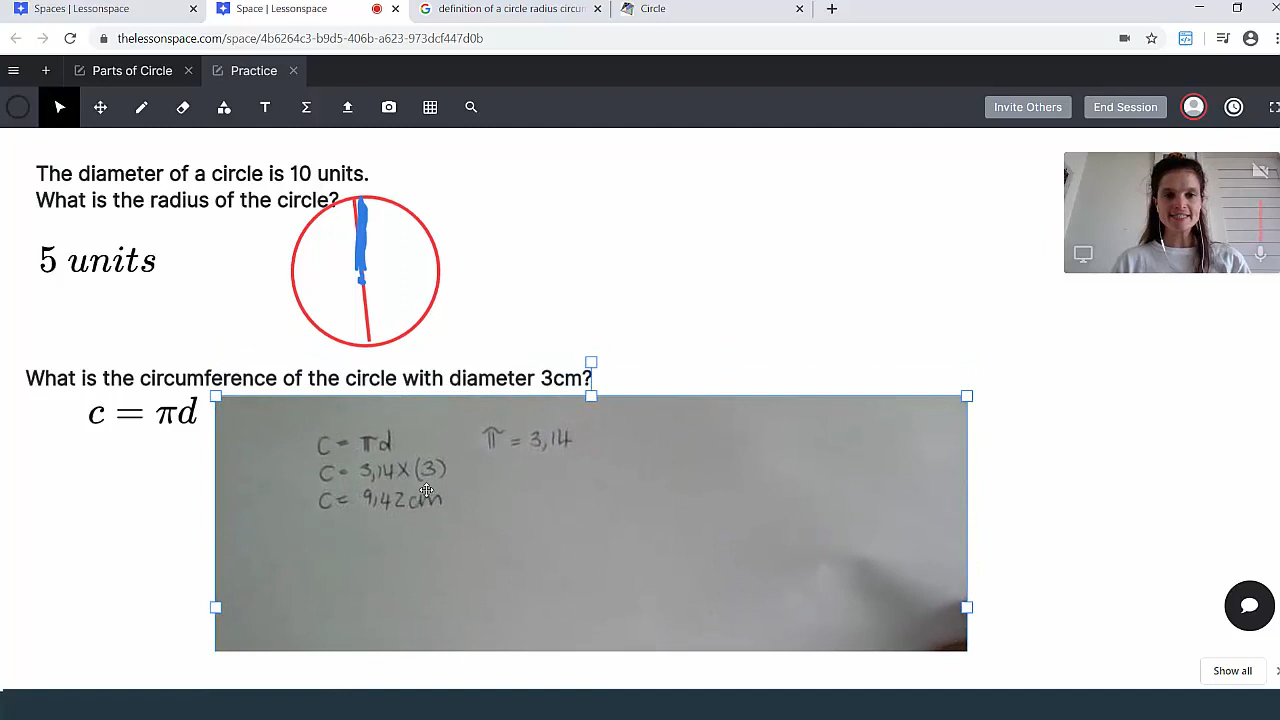 Spaces | Lessonspace
Space | Lessonspace
definition of a circle radius circun
Circle
thelessonspace.com/space/4b6264c3-b9d5-406b-a623-973dcf447d0b
Parts of Circle
Practice
T
Σ
Invite Others
End Session
The diameter of a circle is 10 units.
What is the radius of the circle?
5 units
What is the circumference of the circle with diameter 3cm?
c = πd
C = πd
π = 3,14
C = 3,14 X (3)
C = 9,42 cm
Show all